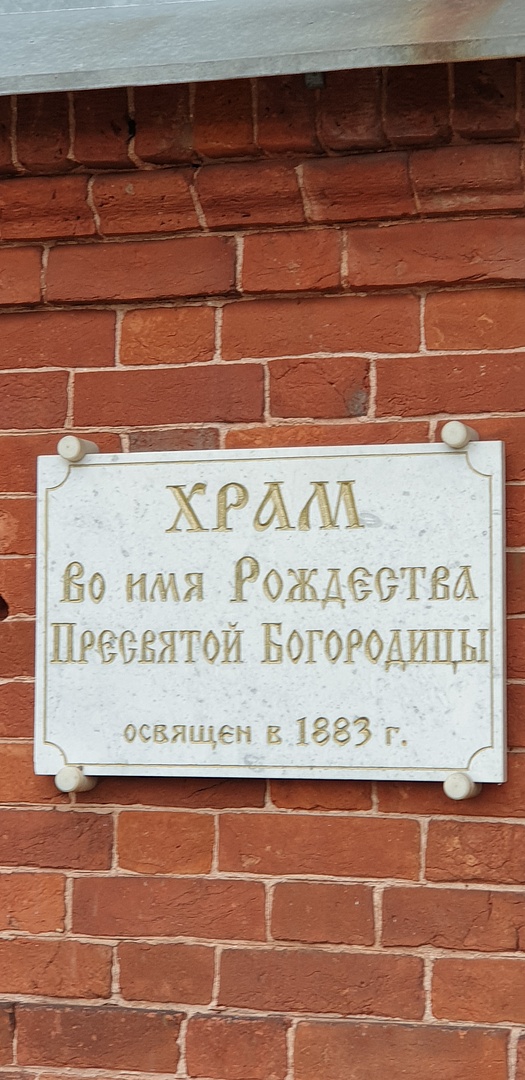 ХРАМ
Во имя Рождества
Пресвятой Богородицы
освящен в 1883 г.